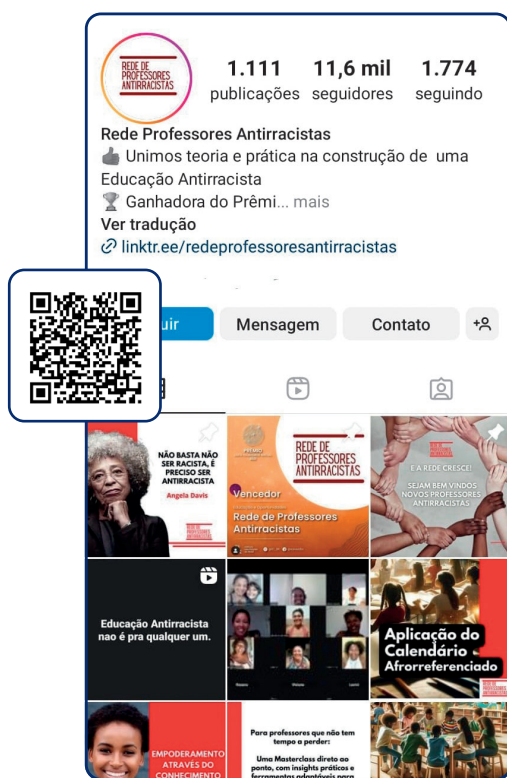 REDE DE
PROFESSORES
ANTIRRACISTAS
1.111 11,6 mil 1.774
publicações seguidores seguindo
Rede Professores Antirracistas
👍 Unimos teoria e prática na construção de uma
Educação Antirracista
🏆 Ganhadora do Prêmi... mais
Ver tradução
linktr.ee/redeprofessoresantirracistas
uir Mensagem Contato
NÃO BASTA NÃO
SER RACISTA, É
PRECISO SER
ANTIRRACISTA
Angela Davis
PRÊMIO
REDE DE
PROFESSORES
ANTIRRACISTAS
Vencedor
Rede de Professores
Antirracistas
E A REDE CRESCE!
SEJAM BEM VINDOS
NOVOS PROFESSORES
ANTIRRACISTAS
Educação Antirracista
nao é pra qualquer um.
Aplicação do
Calendário
Afrorreferenciado
EMPODERAMENTO
ATRAVÉS DO
CONHECIMENTO
Para professores que não tem
tempo a perder:
Uma Masterclass direto ao
ponto, com insights práticos e
ferramentas adaptáveis para